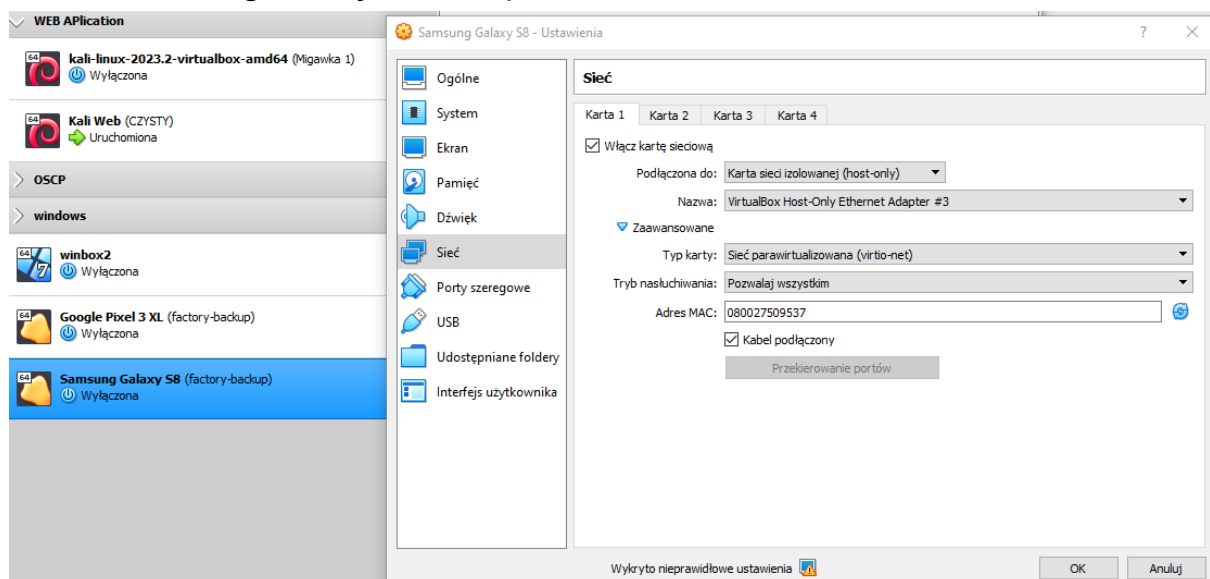 WEB APlication
kali-linux-2023.2-virtualbox-amd64 (Migawka 1)
Wyłączona
Kali Web (CZYSTY)
Uruchomiona
OSCP
windows
winbox2
Wyłączona
Google Pixel 3 XL (factory-backup)
Wyłączona
Samsung Galaxy S8 (factory-backup)
Wyłączona
Samsung Galaxy S8 - Ustawienia
Ogólne
System
Ekran
Pamięć
Dźwięk
Sieć
Porty szeregowe
USB
Udostępniane foldery
Interfejs użytkownika
Sieć
Karta 1 Karta 2 Karta 3 Karta 4
Włącz kartę sieciową
Podłączona do: Karta sieci izolowanej (host-only)
Nazwa: VirtualBox Host-Only Ethernet Adapter #3
Zaawansowane
Typ karty: Sieć parawirtualizowana (virtio-net)
Tryb nasłuchiwania: Pozwalaj wszystkim
Adres MAC: 080027509537
Kabel podłączony
Przekierowanie portów
Wykryto nieprawidłowe ustawienia
OK Anuluj